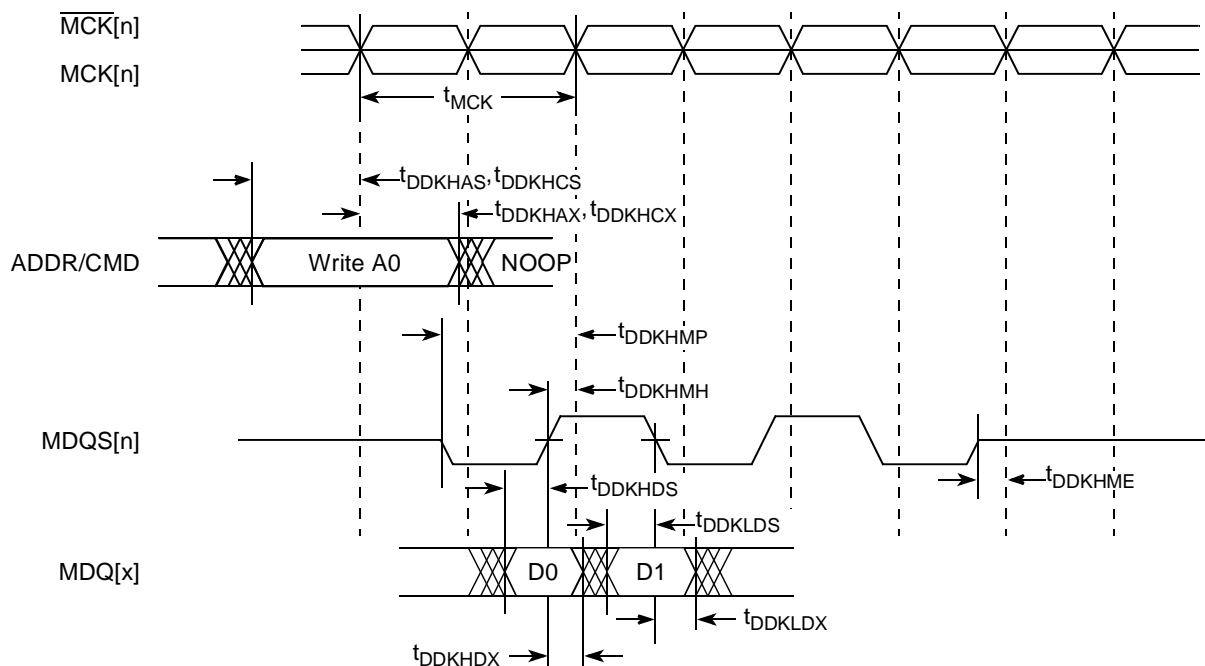 M̅C̅K̅[n]
MCK[n]
tMCK
tDDKHAS,tDDKHCS
tDDKHAX,tDDKHCX
ADDR/CMD
Write A0
NOOP
tDDKHMP
tDDKHMH
MDQS[n]
tDDKHME
tDDKHDS
tDDKLDS
MDQ[x]
D0
D1
tDDKLDX
tDDKHDX